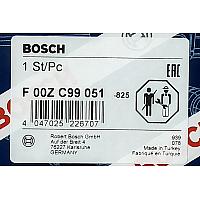 BOSCH
1 St/Pc
EAC
F 00Z C99 051
-825
Robert Bosch GmbH
Auf der Breit 4
76227 Karlsruhe
GERMANY
939
078
Made in Turkey
Fabriqué en Turquie
4 047025 226707